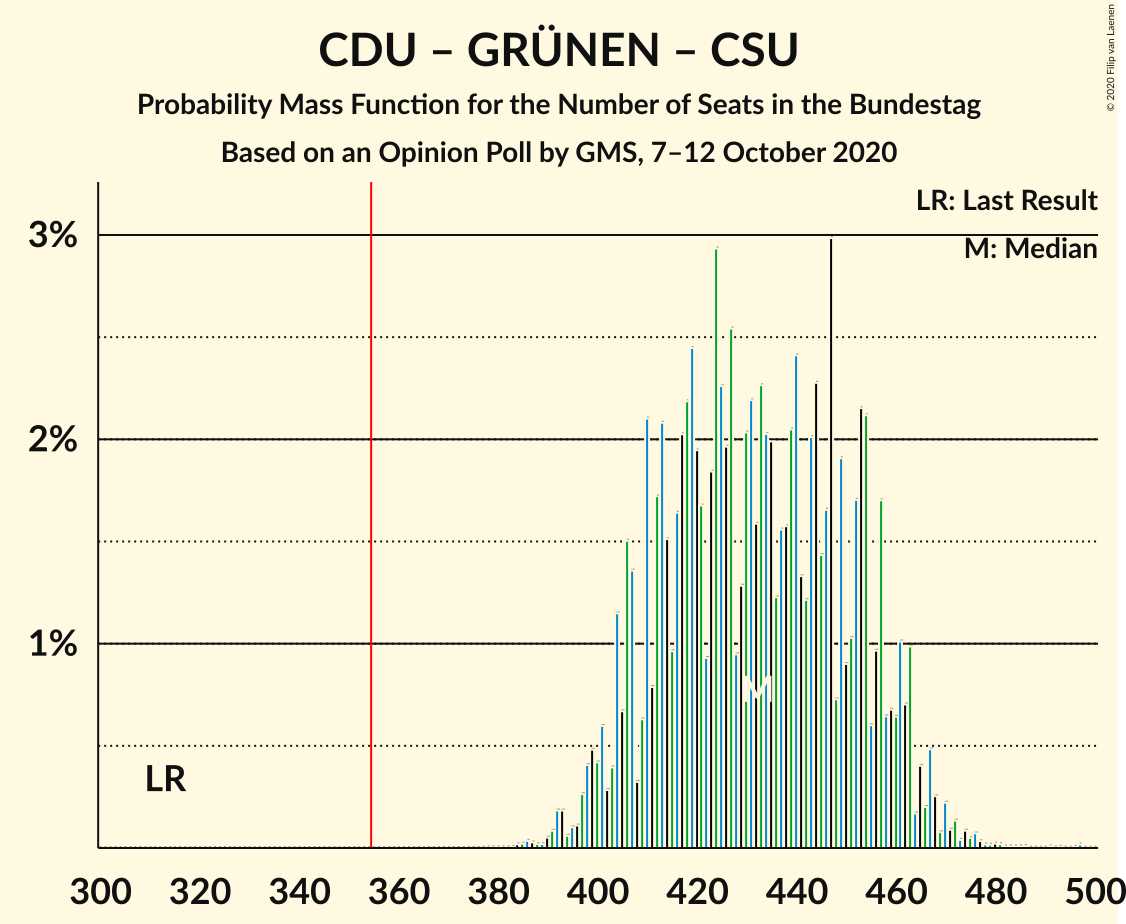 CDU – GRÜNEN – CSU
Probability Mass Function for the Number of Seats in the Bundestag
Based on an Opinion Poll by GMS, 7–12 October 2020
© 2020 Filip van Laenen
LR: Last Result
M: Median
3%
2%
1%
M
LR
300 320 340 360 380 400 420 440 460 480 500